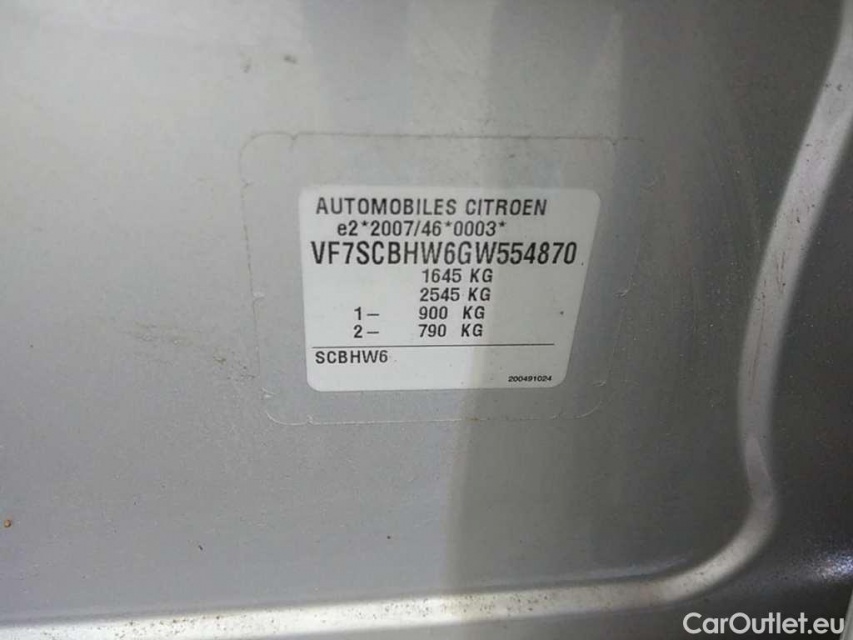 AUTOMOBILES CITROEN
e2*2007/46*0003*
VF7SCBHW6GW554870
1645 KG
2545 KG
1- 900 KG
2- 790 KG
SCBHW6
200491024
CarOutlet.eu